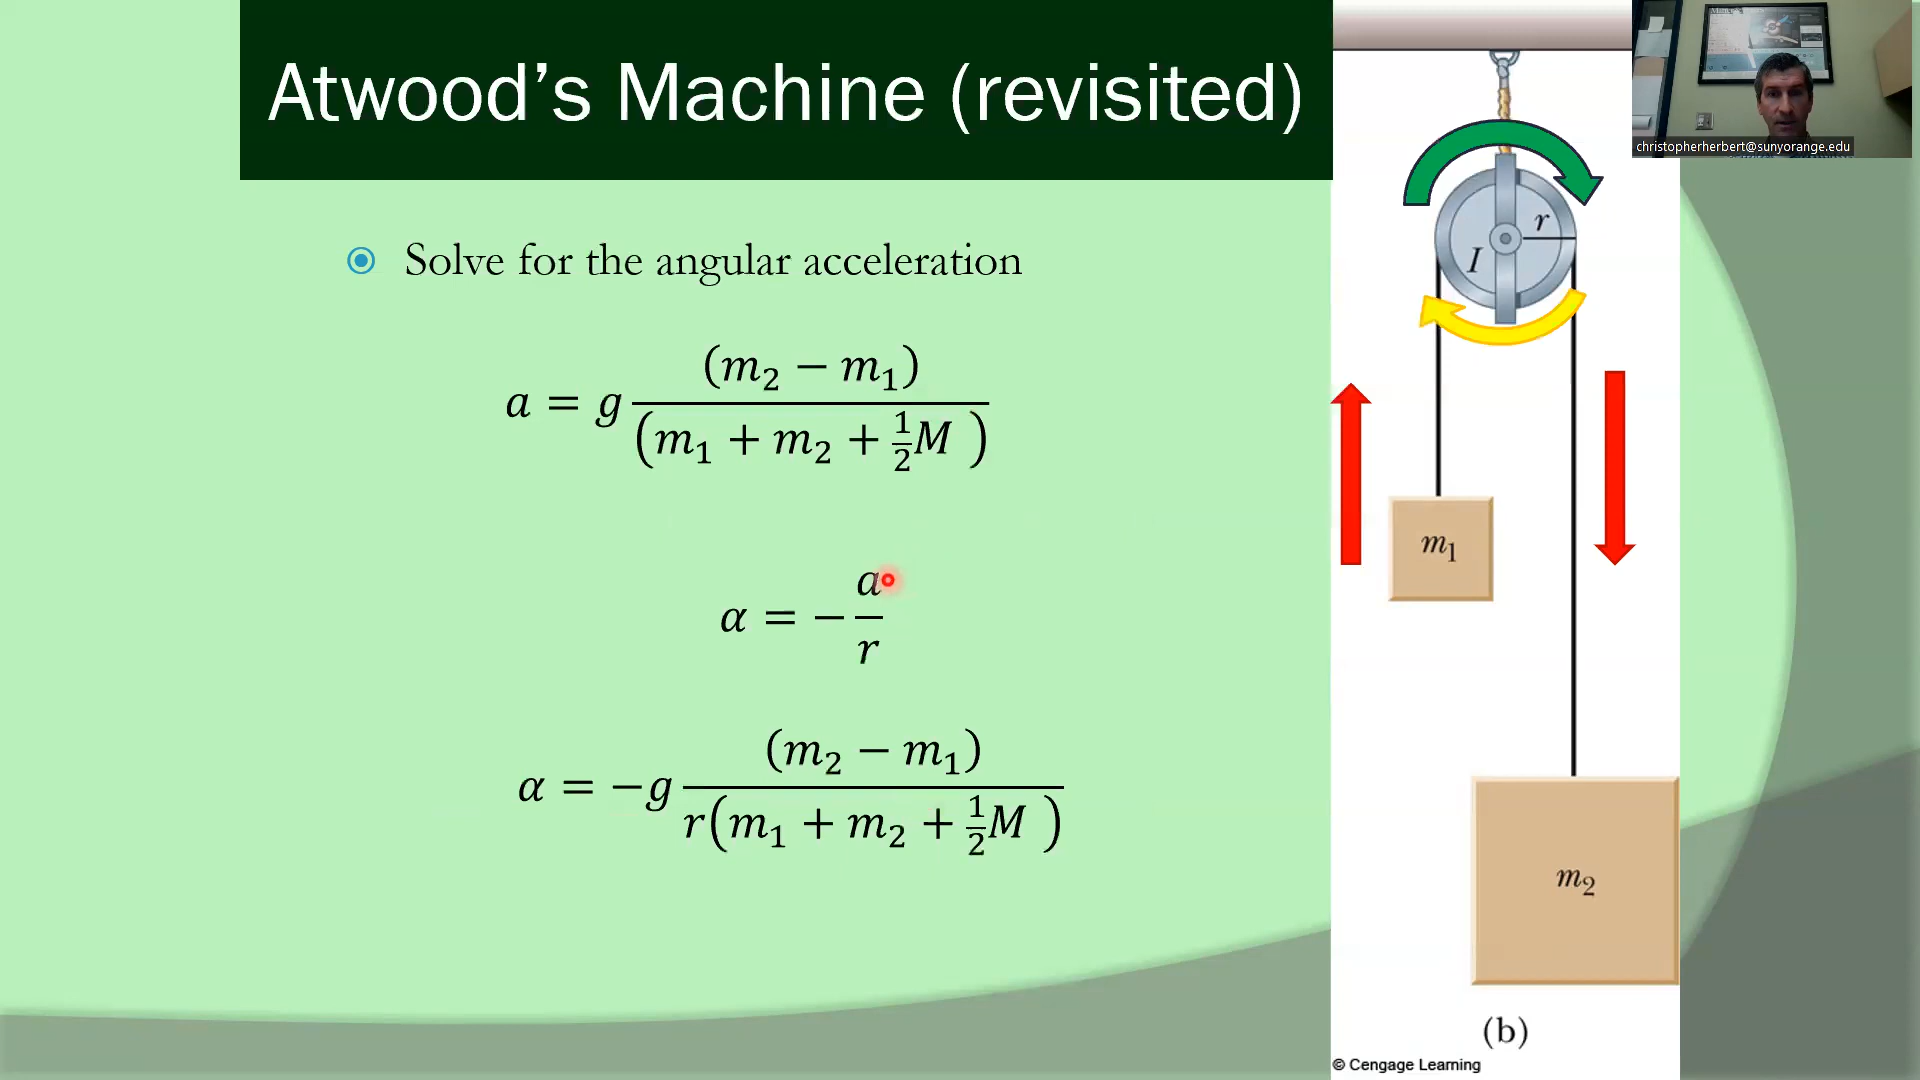 Atwood’s Machine (revisited)
christopherherbert@sunyorange.edu
Solve for the angular acceleration
a = g (m₂ − m₁) / (m₁ + m₂ + ½M )
α = − a / r
α = −g (m₂ − m₁) / r(m₁ + m₂ + ½M )
r
I
m₁
m₂
(b)
© Cengage Learning